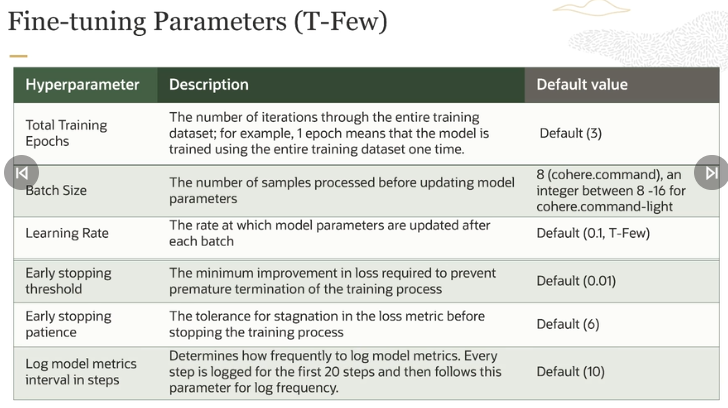 Fine-tuning Parameters (T-Few)
Hyperparameter
Description
Default value
Total Training
Epochs
The number of iterations through the entire training
dataset; for example, 1 epoch means that the model is
trained using the entire training dataset one time.
Default (3)
Batch Size
The number of samples processed before updating model
parameters
8 (cohere.command), an
integer between 8 -16 for
cohere.command-light
Learning Rate
The rate at which model parameters are updated after
each batch
Default (0.1, T-Few)
Early stopping
threshold
The minimum improvement in loss required to prevent
premature termination of the training process
Default (0.01)
Early stopping
patience
The tolerance for stagnation in the loss metric before
stopping the training process
Default (6)
Log model metrics
interval in steps
Determines how frequently to log model metrics. Every
step is logged for the first 20 steps and then follows this
parameter for log frequency.
Default (10)